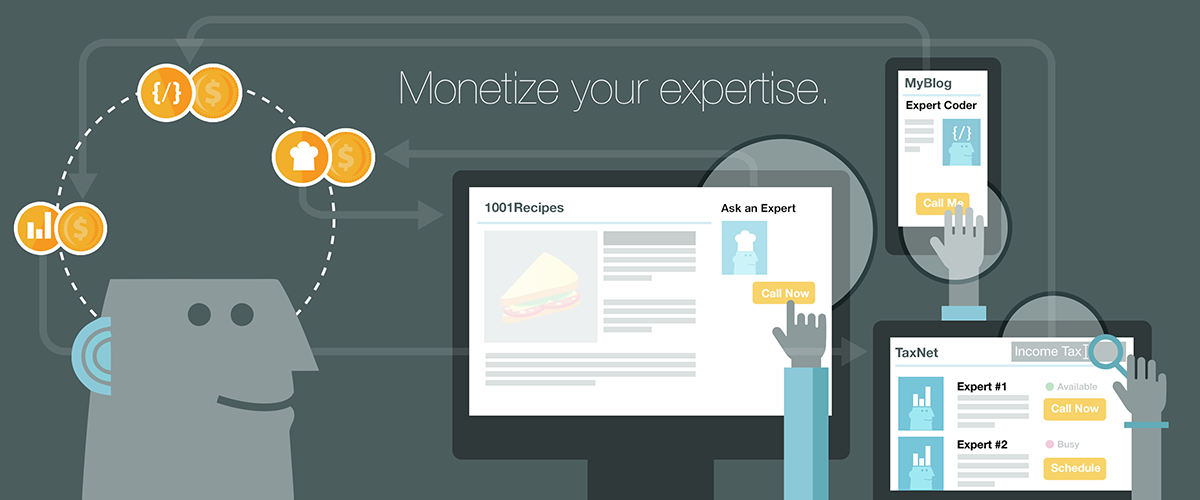 Monetize your expertise.
{/}
$
$
$
1001Recipes
Ask an Expert
Call Now
MyBlog
Expert Coder
{/}
Call Me
TaxNet
Income Tax
Expert #1
Available
Call Now
Expert #2
Busy
Schedule